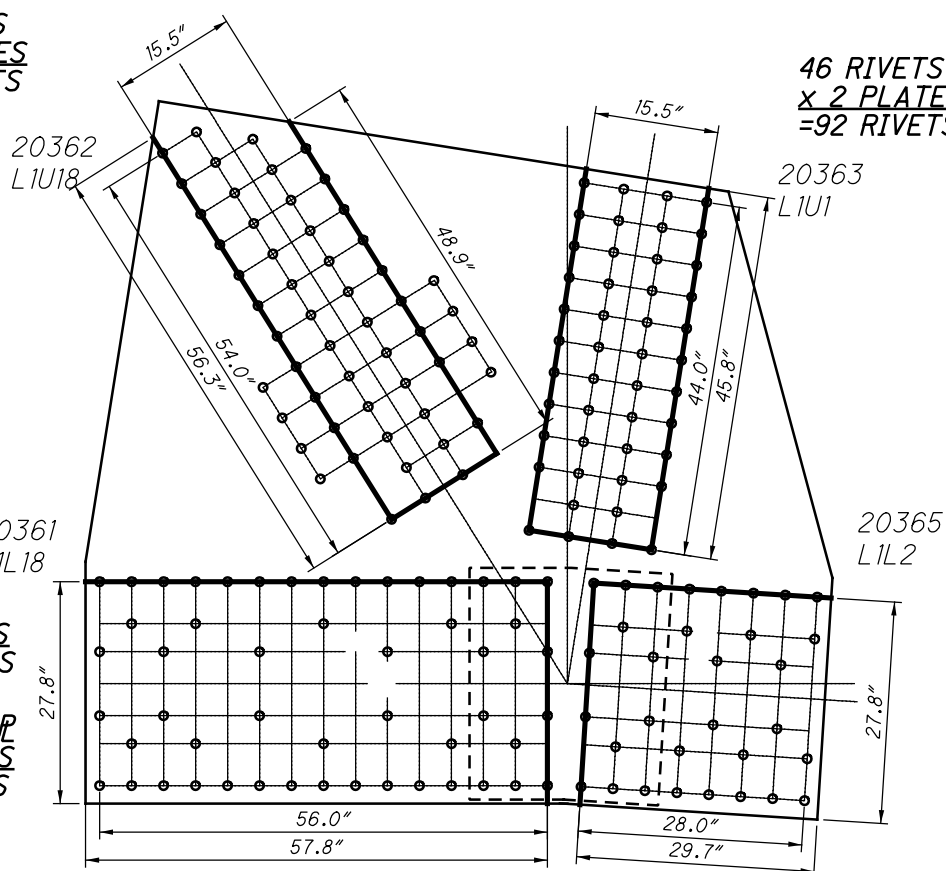 15.5"
46 RIVETS
x 2 PLATE
=92 RIVETS
20362
L1U18
15.5"
20363
L1U1
48.9"
54.0"
56.3"
44.0"
45.8"
20361
L18
20365
L1L2
27.8"
27.8"
56.0"
57.8"
28.0"
29.7"